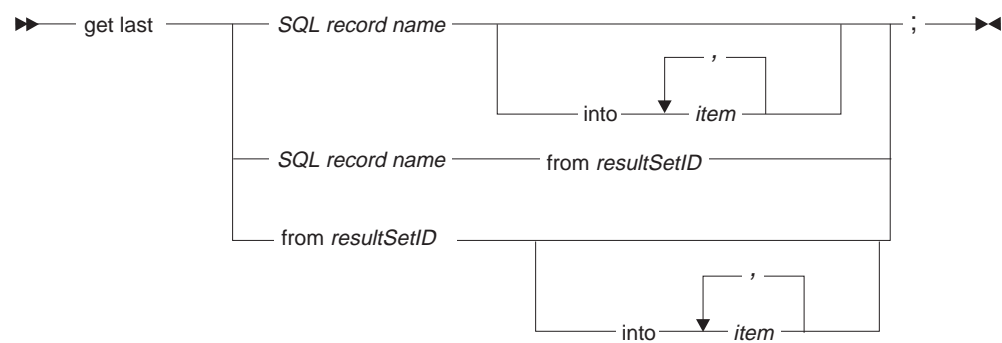 get last SQL record name ;
,
into item
SQL record name from resultSetID
from resultSetID
,
into item